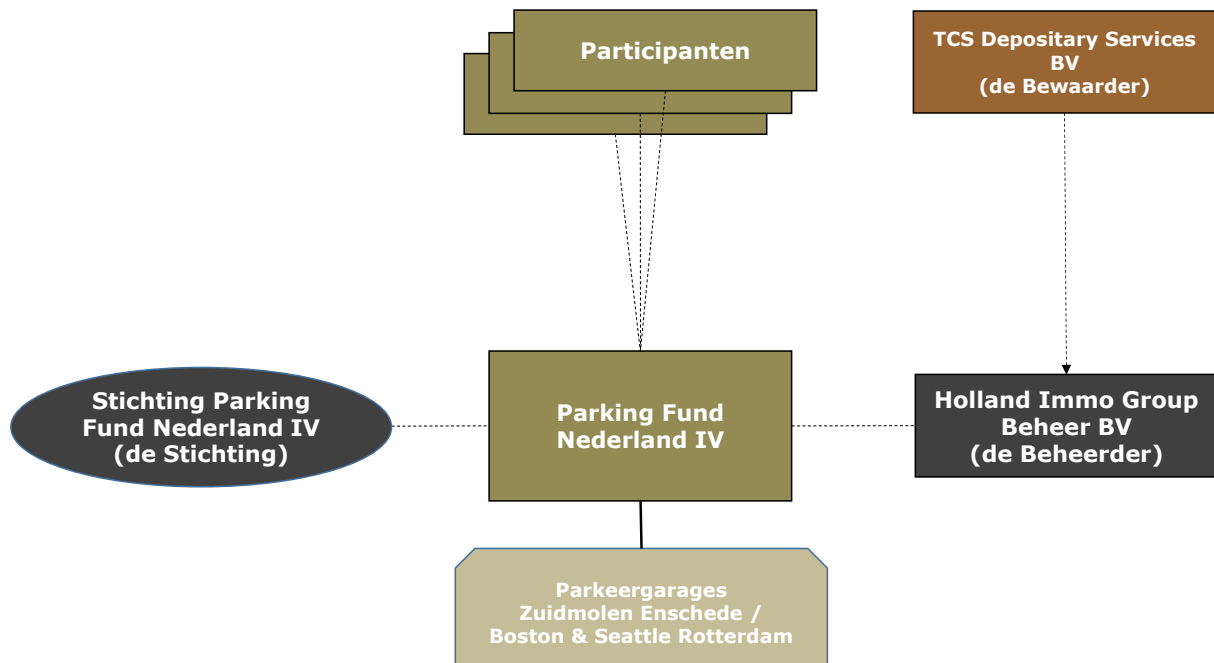 Participanten
TCS Depositary Services
BV
(de Bewaarder)
Stichting Parking
Fund Nederland IV
(de Stichting)
Parking Fund
Nederland IV
Holland Immo Group
Beheer BV
(de Beheerder)
Parkeergarages
Zuidmolen Enschede /
Boston & Seattle Rotterdam